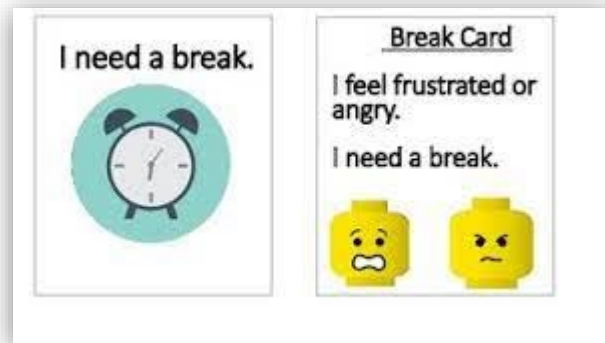 I need a break.
Break Card
I feel frustrated or
angry.
I need a break.